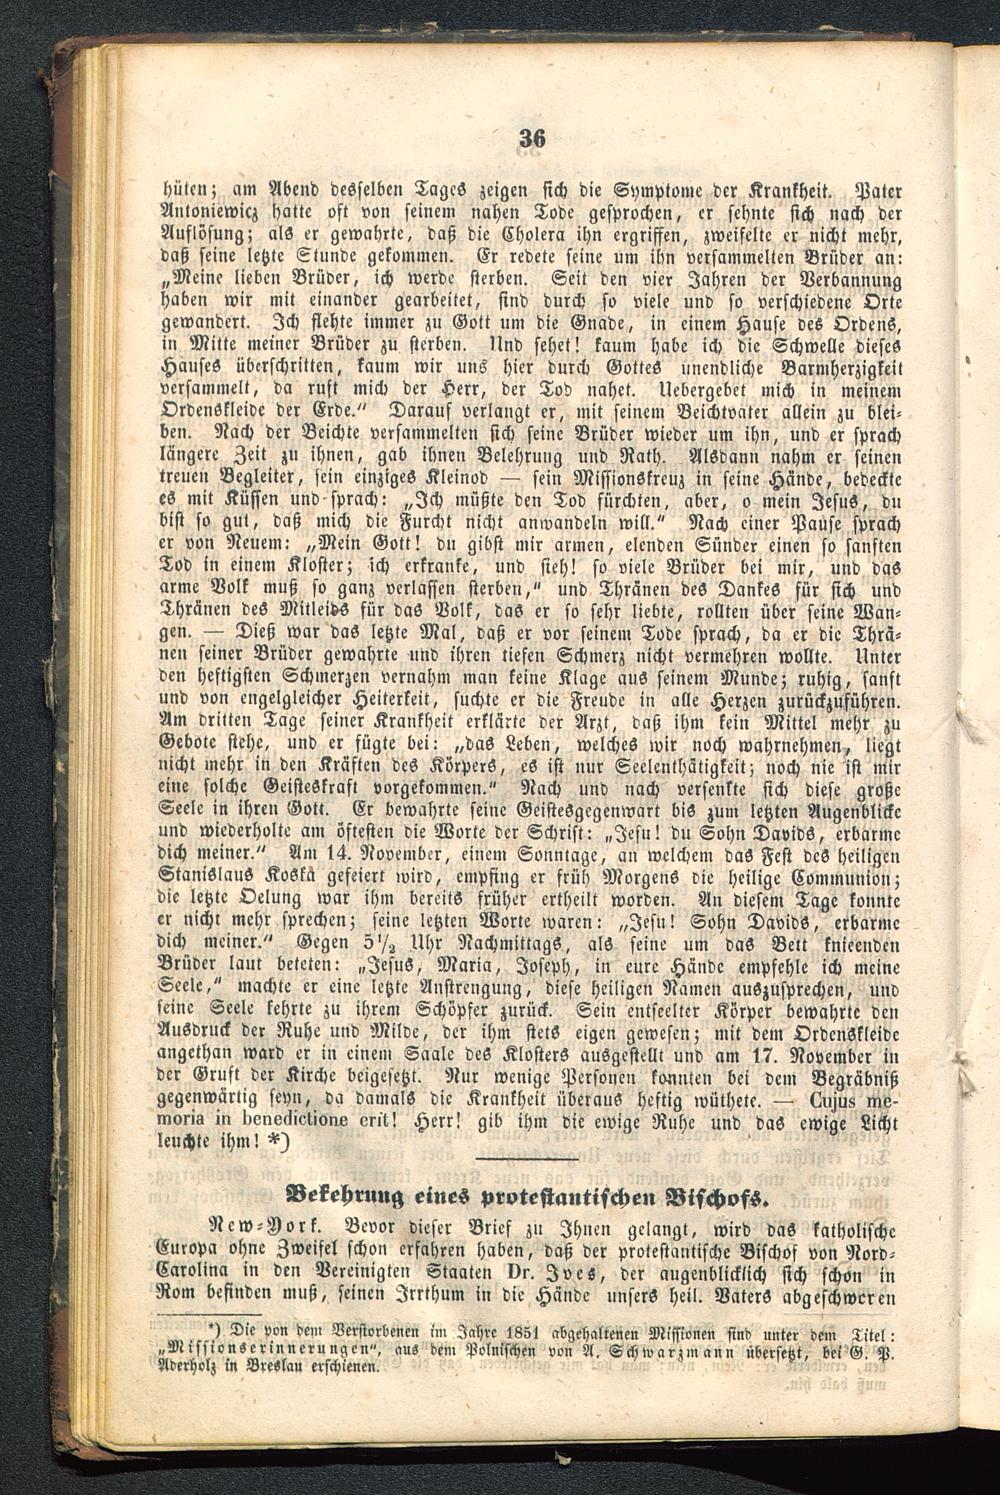 36
hüten; am Abend desselben Tages zeigen sich die Symptome der Krankheit. Pater
Antoniewicz hatte oft von seinem nahen Tode gesprochen, er sehnte sich nach der
Auflösung; als er gewahrte, daß die Cholera ihn ergriffen, zweifelte er nicht mehr,
daß seine letzte Stunde gekommen. Er redete seine um ihn versammelten Brüder an:
„Meine lieben Brüder, ich werde sterben. Seit den vier Jahren der Verbannung
haben wir mit einander gearbeitet, sind durch so viele und so verschiedene Orte
gewandert. Ich flehte immer zu Gott um die Gnade, in einem Hause des Ordens,
in Mitte meiner Brüder zu sterben. Und sehet! kaum habe ich die Schwelle dieses
Hauses überschritten, kaum wir uns hier durch Gottes unendliche Barmherzigkeit
versammelt, da ruft mich der Herr, der Tod nahet. Uebergebet mich in meinem
Ordenskleide der Erde.“ Darauf verlangt er, mit seinem Beichtvater allein zu blei-
ben. Nach der Beichte versammelten sich seine Brüder wieder um ihn, und er sprach
längere Zeit zu ihnen, gab ihnen Belehrung und Rath. Alsdann nahm er seinen
treuen Begleiter, sein einziges Kleinod — sein Missionskreuz in seine Hände, bedeckte
es mit Küssen und sprach: „Ich müßte den Tod fürchten, aber, o mein Jesus, du
bist so gut, daß mich die Furcht nicht anwandeln will.“ Nach einer Pause sprach
er von Neuem: „Mein Gott! du gibst mir armen, elenden Sünder einen so sanften
Tod in einem Kloster; ich erkranke, und sieh! so viele Brüder bei mir, und das
arme Volk muß so ganz verlassen sterben,“ und Thränen des Dankes für sich und
Thränen des Mitleids für das Volk, das er so sehr liebte, rollten über seine Wan-
gen. — Dieß war das letzte Mal, daß er vor seinem Tode sprach, da er die Thrä-
nen seiner Brüder gewahrte und ihren tiefen Schmerz nicht vermehren wollte. Unter
den heftigsten Schmerzen vernahm man keine Klage aus seinem Munde; ruhig, sanft
und von engelgleicher Heiterkeit, suchte er die Freude in alle Herzen zurückzuführen.
Am dritten Tage seiner Krankheit erklärte der Arzt, daß ihm kein Mittel mehr zu
Gebote stehe, und er fügte bei: „das Leben, welches wir noch wahrnehmen, liegt
nicht mehr in den Kräften des Körpers, es ist nur Seelenthätigkeit; noch nie ist mir
eine solche Geisteskraft vorgekommen.“ Nach und nach versenkte sich diese große
Seele in ihren Gott. Er bewahrte seine Geistesgegenwart bis zum letzten Augenblicke
und wiederholte am öftesten die Worte der Schrift: „Jesu! du Sohn Davids, erbarme
dich meiner.“ Am 14. November, einem Sonntage, an welchem das Fest des heiligen
Stanislaus Koska gefeiert wird, empfing er früh Morgens die heilige Communion;
die letzte Oelung war ihm bereits früher ertheilt worden. An diesem Tage konnte
er nicht mehr sprechen; seine letzten Worte waren: „Jesu! Sohn Davids, erbarme
dich meiner.“ Gegen 5½ Uhr Nachmittags, als seine um das Bett knieenden
Brüder laut beteten: „Jesus, Maria, Joseph, in eure Hände empfehle ich meine
Seele,“ machte er eine letzte Anstrengung, diese heiligen Namen auszusprechen, und
seine Seele kehrte zu ihrem Schöpfer zurück. Sein entseelter Körper bewahrte den
Ausdruck der Ruhe und Milde, der ihm stets eigen gewesen; mit dem Ordenskleide
angethan ward er in einem Saale des Klosters ausgestellt und am 17. November in
der Gruft der Kirche beigesetzt. Nur wenige Personen konnten bei dem Begräbniß
gegenwärtig seyn, da damals die Krankheit überaus heftig wüthete. — Cujus me-
moria in benedictione erit! Herr! gib ihm die ewige Ruhe und das ewige Licht
leuchte ihm! *)
Bekehrung eines protestantischen Bischofs.
New-York. Bevor dieser Brief zu Ihnen gelangt, wird das katholische
Europa ohne Zweifel schon erfahren haben, daß der protestantische Bischof von Nord-
Carolina in den Vereinigten Staaten Dr. Ives, der augenblicklich sich schon in
Rom befinden muß, seinen Irrthum in die Hände unsers heil. Vaters abgeschworen
*) Die von dem Verstorbenen im Jahre 1851 abgehaltenen Missionen sind unter dem Titel:
„Missionserinnerungen“, aus dem Polnischen von A. Schwarzmann übersetzt, bei G. P.
Aderholz in Breslau erschienen.